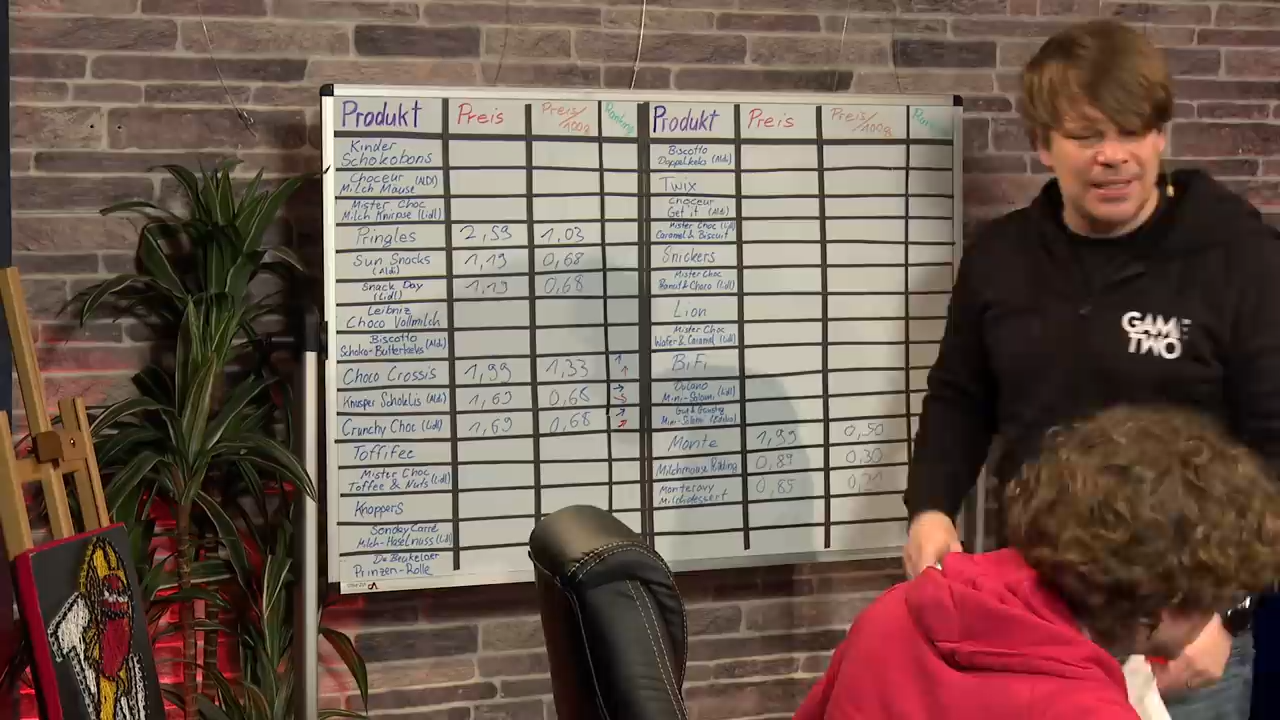 Produkt Preis Preis/100g Ranking
Kinder
Schokobons
Choceur (ALDI)
Milch Mäuse
Mister Choc
Milch Knirpse (Lidl)
Pringles 2,59 1,03
Sun Snacks 1,19 0,68
(Aldi)
Snack Day 1,19 0,68
(Lidl)
Leibniz
Choco Vollmilch
Biscotto
Schoko-Butterkeks (Aldi)
Choco Crossis 1,99 1,33 ↑ ↑
Knusper Schoklis (Aldi) 1,69 0,68 → →
Crunchy Choc (Lidl) 1,69 0,68 ↗ ↗
Toffifee
Mister Choc
Toffee & Nuts (Lidl)
Knoppers
Sondey Carré
Milch-Haselnuss (Lidl)
De Beukelaer
Prinzen-Rolle
Produkt Preis Preis/100g
Biscotto
Doppelkeks (Aldi)
Twix
Choceur
Get it (Aldi)
Mister Choc (Lidl)
Caramel & Biscuit
Snickers
Mister Choc
Peanut & Choco (Lidl)
Lion
Mister Choc
Wafer & Caramel (Lidl)
BiFi
Dulano
Mini-Salami (Lidl)
Gut & Günstig
Mini-Salami (Edeka)
Monte 1,99 0,50
Milchmause Pudding 0,89 0,30
Monterovy 0,85
Milchdessert
GAME
TWO